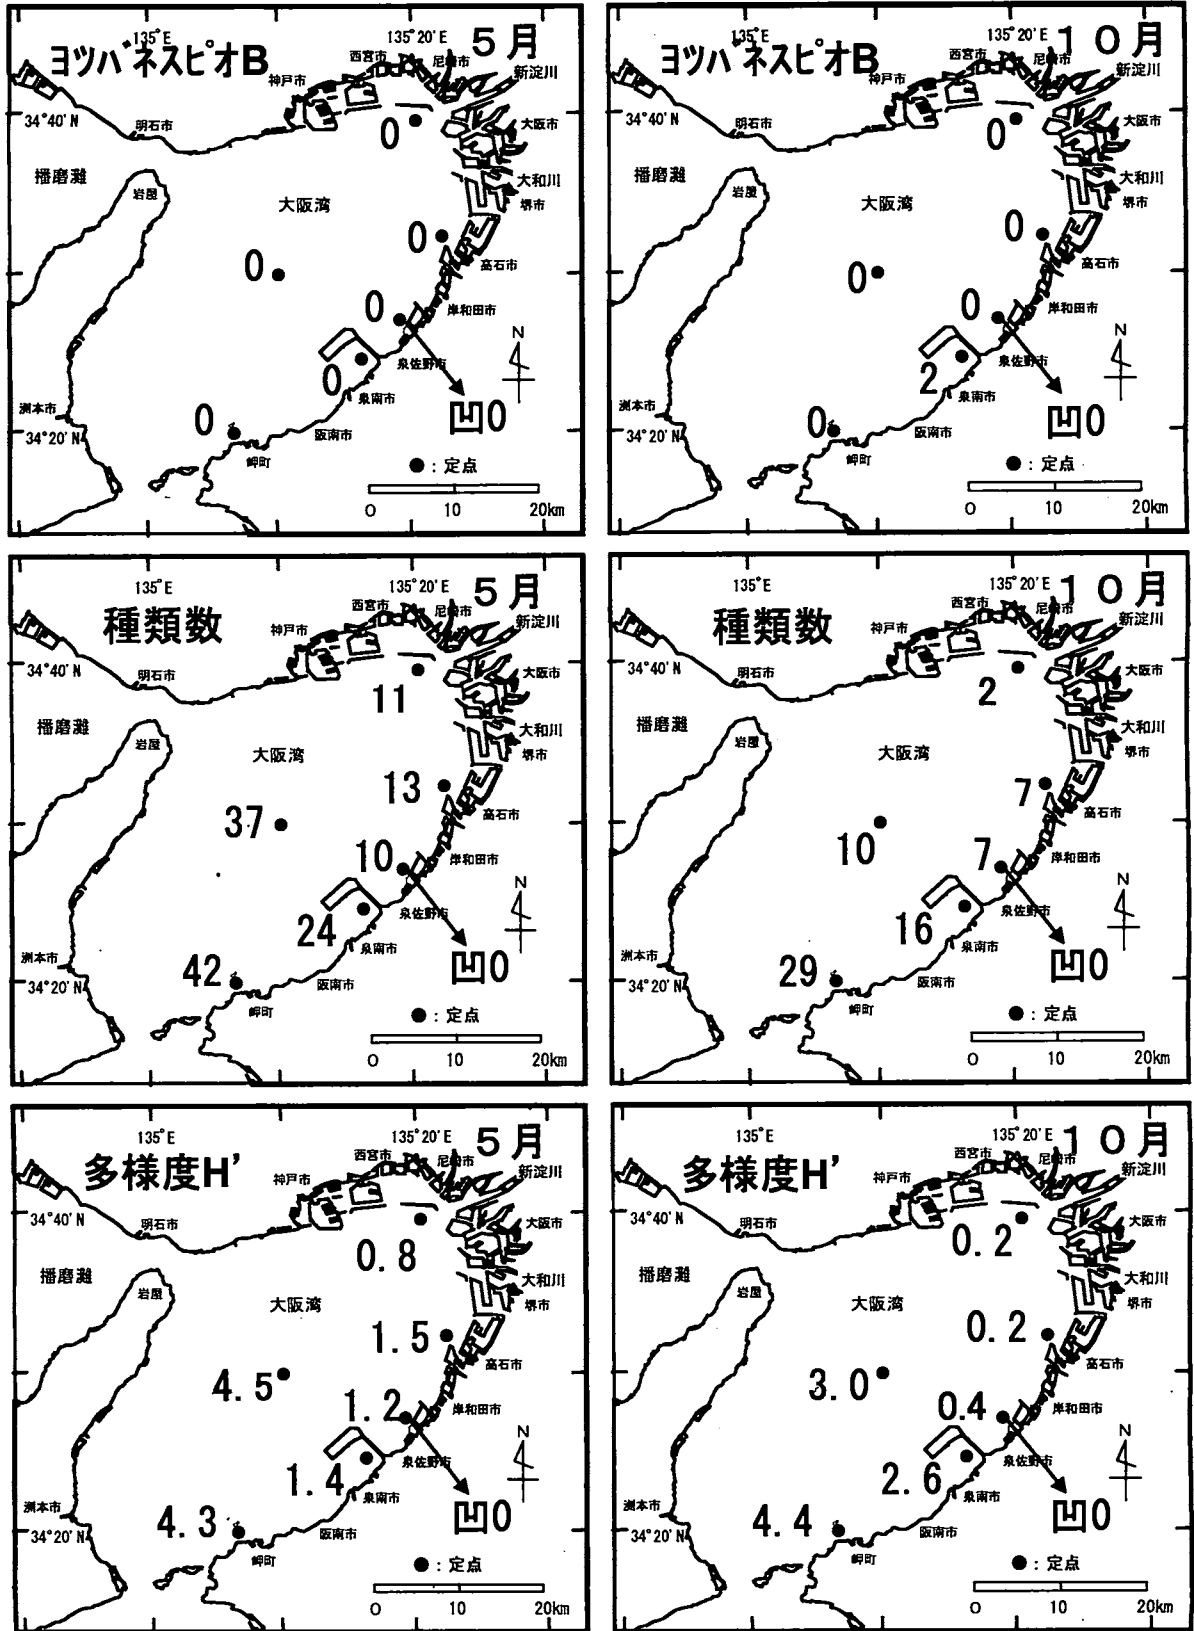 135°E
135°20'E
5月
ヨツバネスピオB
西宮市
尼崎市
新淀川
神戸市
34°40'N
明石市
0
大阪市
播磨灘
岩屋
大阪湾
大和川
堺市
0
0
高石市
0
岸和田市
N
0
泉佐野市
泉南市
洲本市
34°20'N
0
阪南市
0
岬町
●：定点
0 10 20km
135°E
135°20'E
10月
ヨツバネスピオB
西宮市
尼崎市
新淀川
神戸市
34°40'N
明石市
0
大阪市
播磨灘
岩屋
大阪湾
大和川
堺市
0
0
高石市
0
岸和田市
N
2
泉佐野市
泉南市
洲本市
34°20'N
0
阪南市
0
岬町
●：定点
0 10 20km
135°E
135°20'E
5月
種類数
西宮市
尼崎市
新淀川
神戸市
34°40'N
明石市
11
大阪市
播磨灘
岩屋
大阪湾
大和川
堺市
13
37
高石市
10
岸和田市
N
24
泉佐野市
泉南市
洲本市
34°20'N
42
阪南市
0
岬町
●：定点
0 10 20km
135°E
135°20'E
10月
種類数
西宮市
尼崎市
新淀川
神戸市
34°40'N
明石市
2
大阪市
播磨灘
岩屋
大阪湾
大和川
堺市
7
10
高石市
7
岸和田市
N
16
泉佐野市
泉南市
洲本市
34°20'N
29
阪南市
0
岬町
●：定点
0 10 20km
135°E
135°20'E
5月
多様度H'
西宮市
尼崎市
新淀川
神戸市
34°40'N
明石市
0.8
大阪市
播磨灘
岩屋
大阪湾
大和川
堺市
1.5
4.5
高石市
1.2
岸和田市
N
1.4
泉佐野市
泉南市
洲本市
34°20'N
4.3
阪南市
0
岬町
●：定点
0 10 20km
135°E
135°20'E
10月
多様度H'
西宮市
尼崎市
新淀川
神戸市
34°40'N
明石市
0.2
大阪市
播磨灘
岩屋
大阪湾
大和川
堺市
0.2
3.0
高石市
0.4
岸和田市
N
2.6
泉佐野市
泉南市
洲本市
34°20'N
4.4
阪南市
0
岬町
●：定点
0 10 20km